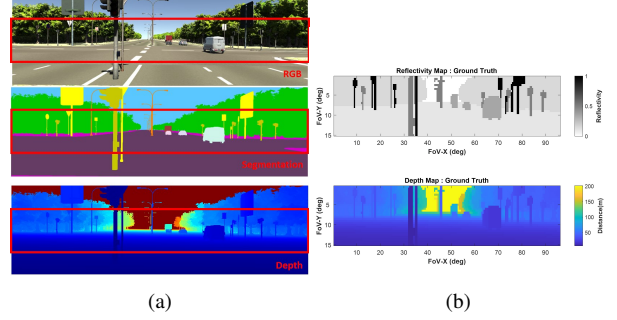 RGB
Segmentation
Depth
(a)
Reflectivity Map : Ground Truth
FoV-Y (deg)
5
10
15
10 20 30 40 50 60 70 80 90
FoV-X (deg)
1
0.5
0
Reflectivity
Depth Map : Ground Truth
FoV-Y (deg)
5
10
15
10 20 30 40 50 60 70 80 90
FoV-X (deg)
200
150
100
50
Distance(m)
(b)